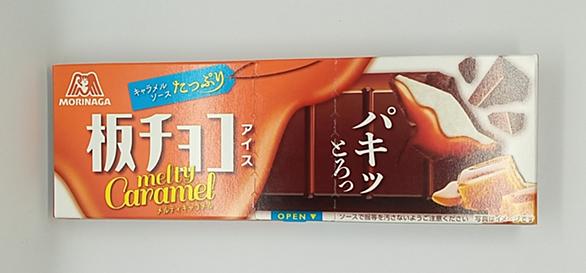 MORINAGA
キャラメル
ソース たっぷり
板チョコ
アイス
melty
Caramel
メルティキャラメル
パキッ
とろっ
OPEN▼
ソースで服等を汚さないようご注意ください 写真はイメージです